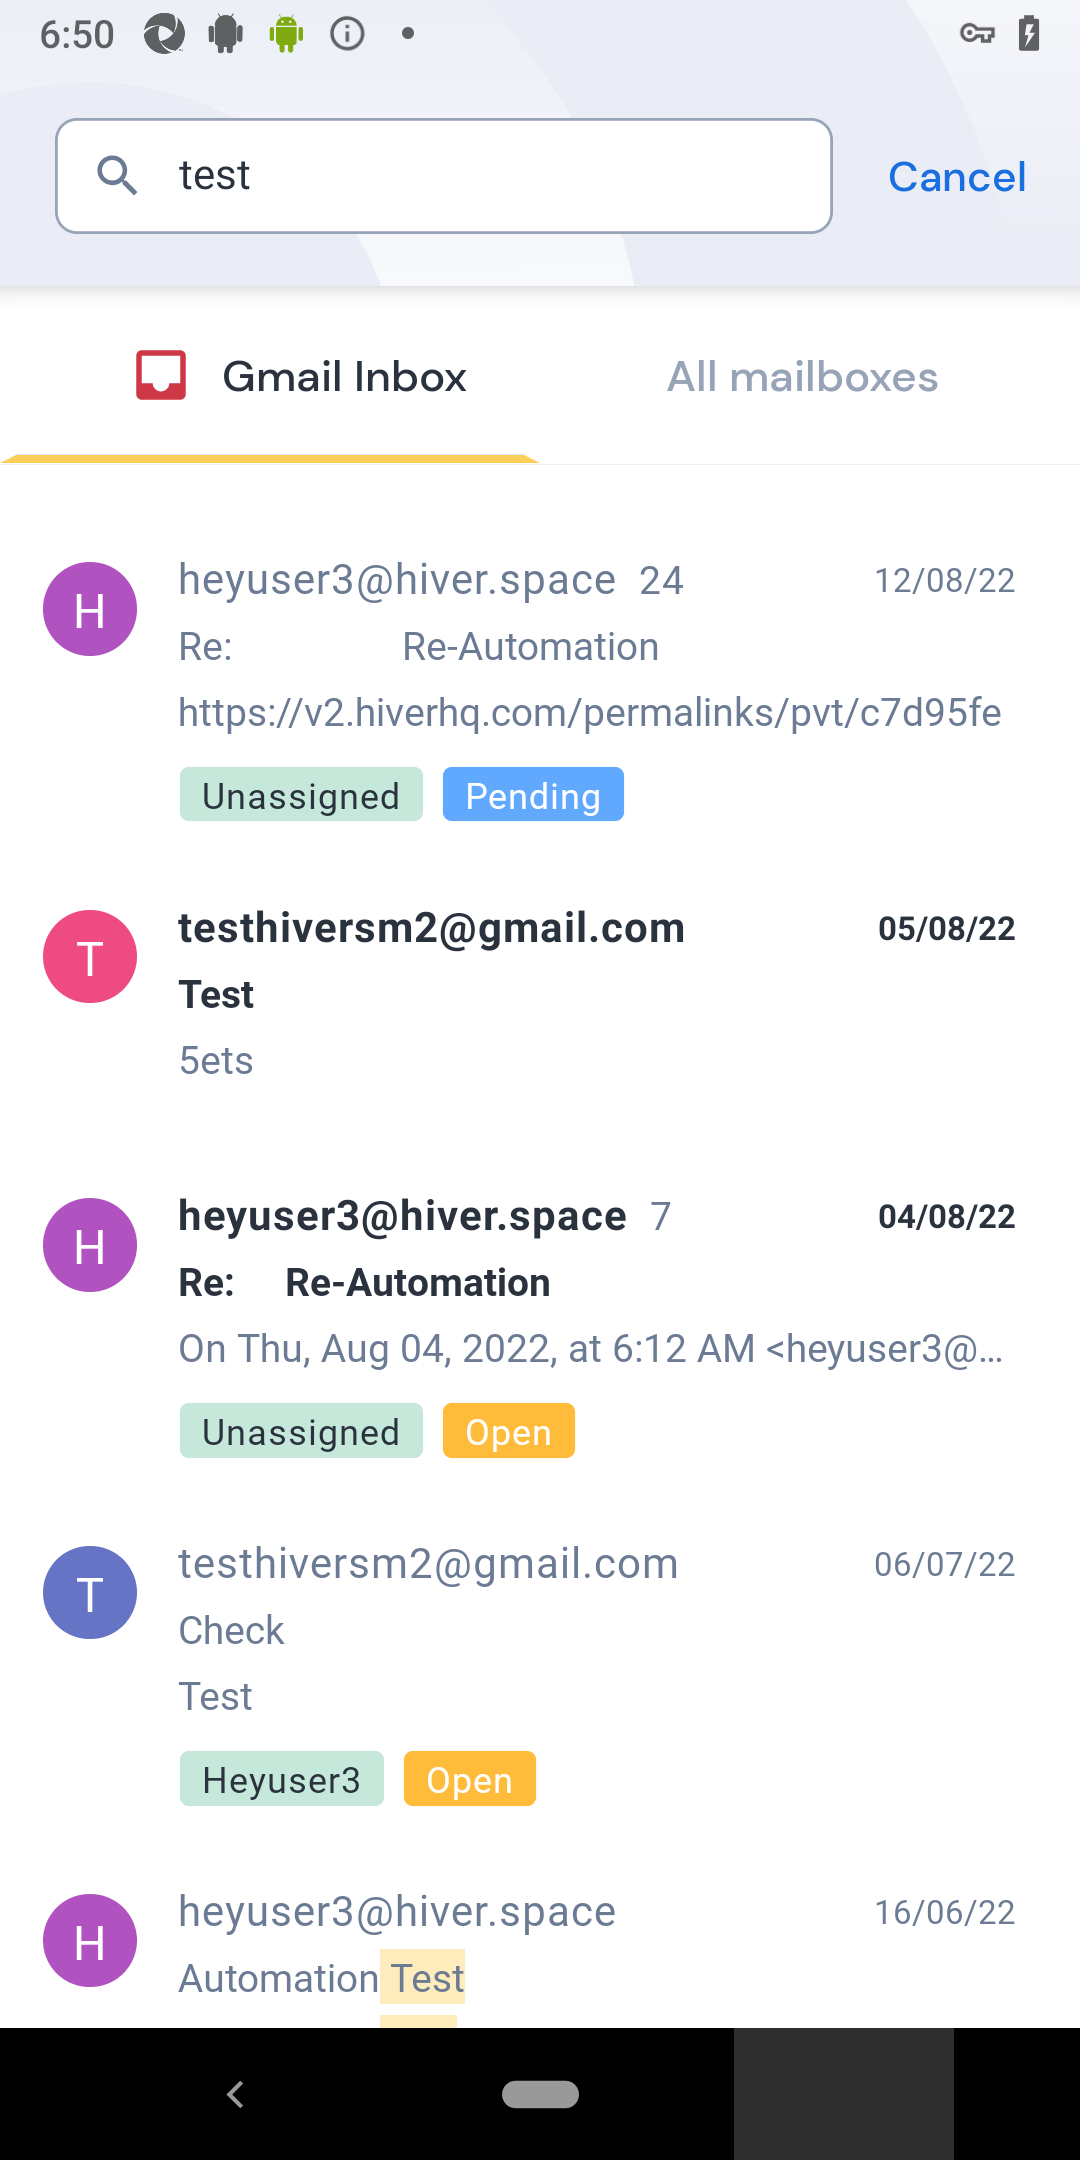 6:50
test
Cancel
Gmail Inbox
All mailboxes
H
heyuser3@hiver.space 24
12/08/22
Re: Re-Automation
https://v2.hiverhq.com/permalinks/pvt/c7d95fe
Unassigned
Pending
T
testhiversm2@gmail.com
05/08/22
Test
5ets
H
heyuser3@hiver.space 7
04/08/22
Re: Re-Automation
On Thu, Aug 04, 2022, at 6:12 AM <heyuser3@...
Unassigned
Open
T
testhiversm2@gmail.com
06/07/22
Check
Test
Heyuser3
Open
H
heyuser3@hiver.space
16/06/22
Automation Test